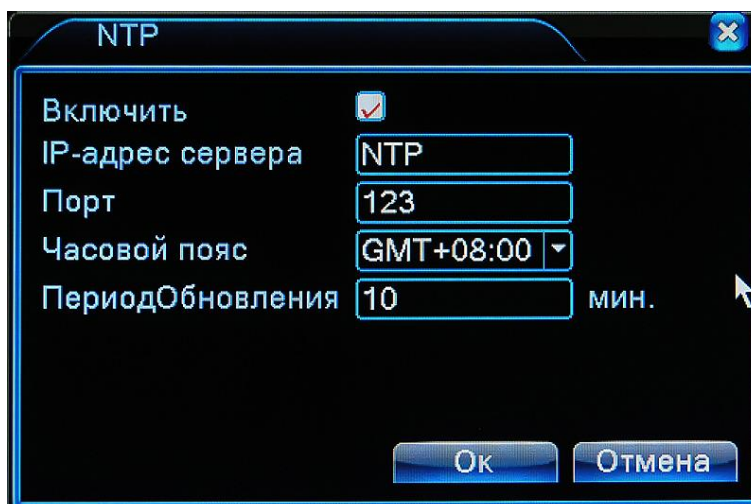 NTP
Включить
IP-адрес сервера NTP
Порт 123
Часовой пояс GMT+08:00
ПериодОбновления 10 мин.
Ок Отмена